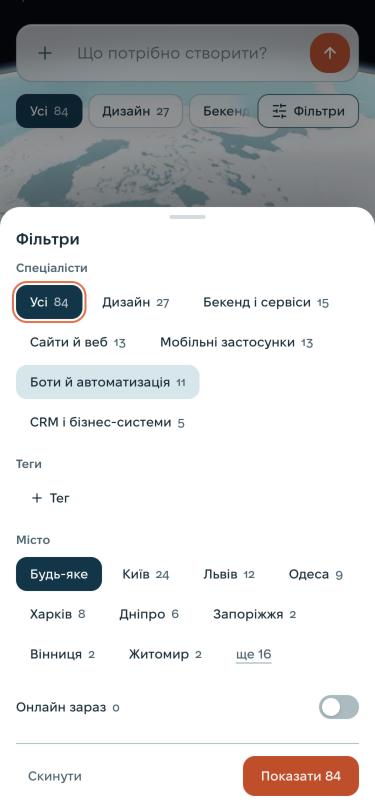 Що потрібно створити?
Усі 84 Дизайн 27 Бекенд Фільтри
Фільтри
Спеціалісти
Усі 84 Дизайн 27 Бекенд і сервіси 15
Сайти й веб 13 Мобільні застосунки 13
Боти й автоматизація 11
CRM і бізнес-системи 5
Теги
+ Тег
Місто
Будь-яке Київ 24 Львів 12 Одеса 9
Харків 8 Дніпро 6 Запоріжжя 2
Вінниця 2 Житомир 2 ще 16
Онлайн зараз 0
Скинути Показати 84